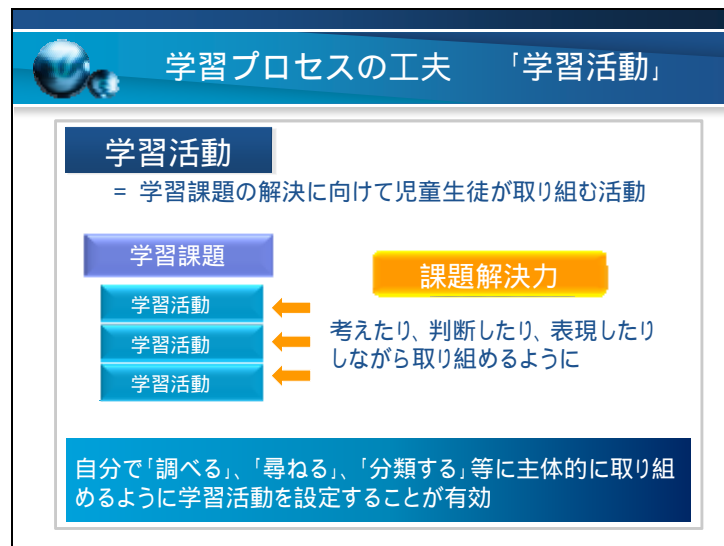 学習プロセスの工夫　「学習活動」
学習活動
= 学習課題の解決に向けて児童生徒が取り組む活動
学習課題
学習活動
学習活動
学習活動
課題解決力
考えたり、判断したり、表現したり
しながら取り組めるように
自分で「調べる」、「尋ねる」、「分類する」等に主体的に取り組
めるように学習活動を設定することが有効